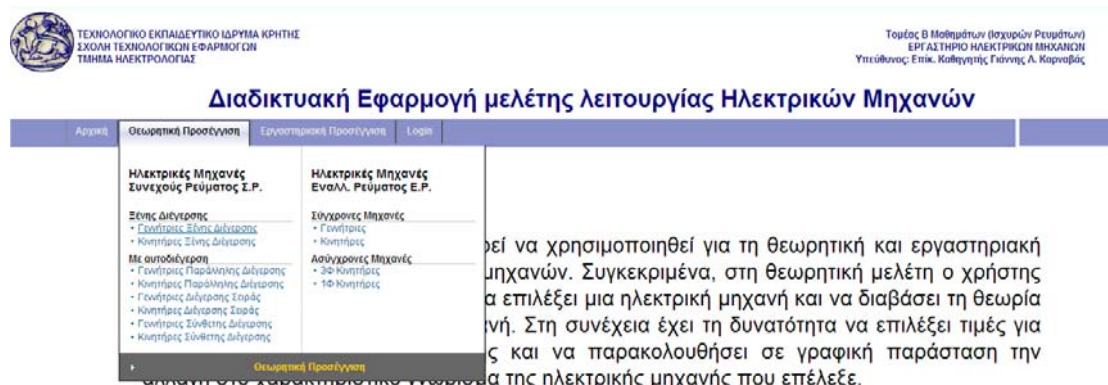 ΤΕΧΝΟΛΟΓΙΚΟ ΕΚΠΑΙΔΕΥΤΙΚΟ ΙΔΡΥΜΑ ΚΡΗΤΗΣ
ΣΧΟΛΗ ΤΕΧΝΟΛΟΓΙΚΩΝ ΕΦΑΡΜΟΓΩΝ
ΤΜΗΜΑ ΗΛΕΚΤΡΟΛΟΓΙΑΣ
Τομέας Β Μαθημάτων (Ισχυρών Ρευμάτων)
ΕΡΓΑΣΤΗΡΙΟ ΗΛΕΚΤΡΙΚΩΝ ΜΗΧΑΝΩΝ
Υπεύθυνος: Επίκ. Καθηγητής Γιάννης Λ. Καρναβάς
Διαδικτυακή Εφαρμογή μελέτης λειτουργίας Ηλεκτρικών Μηχανών
Αρχική Θεωρητική Προσέγγιση Εργαστηριακή Προσέγγιση Login
Ηλεκτρικές Μηχανές
Συνεχούς Ρεύματος Σ.Ρ.
Ξένης Διέγερσης
• Γεννήτριες Ξένης Διέγερσης
• Κινητήρες Ξένης Διέγερσης
Με αυτοδιέγερση
• Γεννήτριες Παράλληλης Διέγερσης
• Κινητήρες Παράλληλης Διέγερσης
• Γεννήτριες Διέγερσης Σειράς
• Κινητήρες Διέγερσης Σειράς
• Γεννήτριες Σύνθετης Διέγερσης
• Κινητήρες Σύνθετης Διέγερσης
Ηλεκτρικές Μηχανές
Εναλλ. Ρεύματος Ε.Ρ.
Σύγχρονες Μηχανές
• Γεννήτριες
• Κινητήρες
Ασύγχρονες Μηχανές
• 3Φ Κινητήρες
• 1Φ Κινητήρες
Θεωρητική Προσέγγιση
ρεί να χρησιμοποιηθεί για τη θεωρητική και εργαστηριακή
μηχανών. Συγκεκριμένα, στη θεωρητική μελέτη ο χρήστης
α επιλέξει μια ηλεκτρική μηχανή και να διαβάσει τη θεωρία
νή. Στη συνέχεια έχει τη δυνατότητα να επιλέξει τιμές για
ς και να παρακολουθήσει σε γραφική παράσταση την
αλλαγή στο χαρακτηριστικό γνώρισμα της ηλεκτρικής μηχανής που επέλεξε.